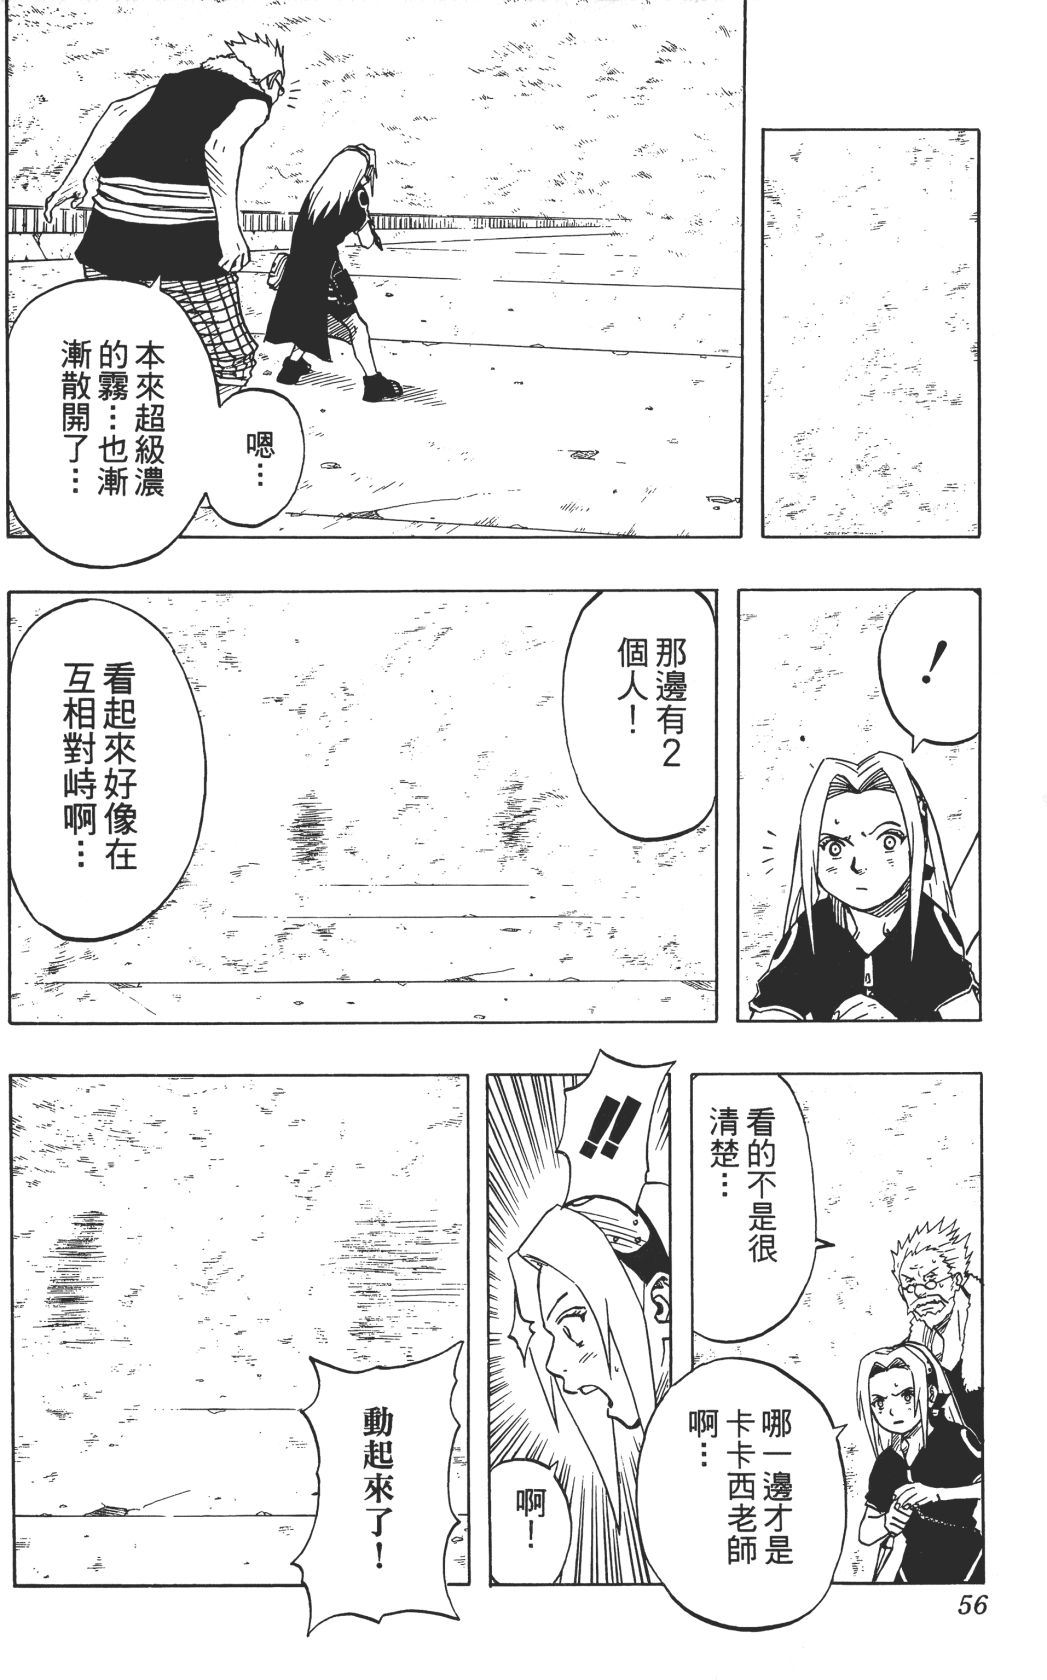 本來超級濃
的霧…也漸
漸散開了…
嗯…
！
那邊有2
個人！
看起來好像在
互相對峙啊…
看的不是很
清楚…
哪一邊才是
卡卡西老師
啊…
!!
啊！
動起來了！
56